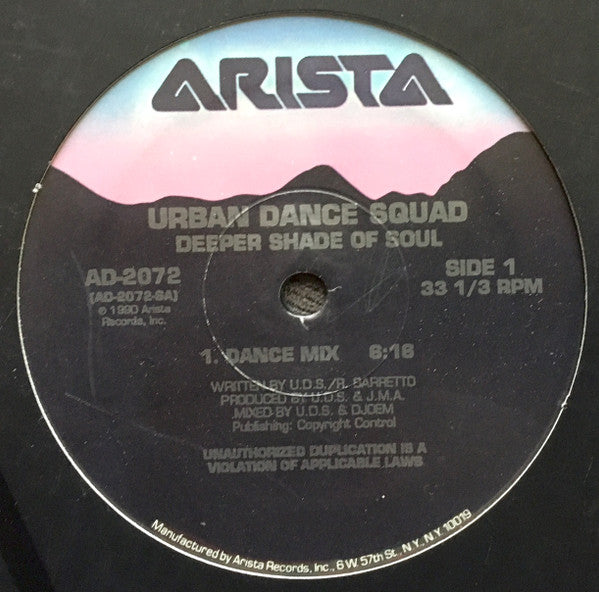 ARISTA
URBAN DANCE SQUAD
DEEPER SHADE OF SOUL
AD-2072
[AD-2072-SA]
℗ 1990 Arista
Records, Inc.
SIDE 1
33 1/3 RPM
1. DANCE MIX 6:16
WRITTEN BY U.D.S./R. BARRETTO
PRODUCED BY U.D.S. & J.M.A.
MIXED BY U.D.S. & DJDEM
Publishing: Copyright Control
UNAUTHORIZED DUPLICATION IS A
VIOLATION OF APPLICABLE LAWS
Manufactured by Arista Records, Inc., 6 W. 57th St., N.Y., N.Y. 10019